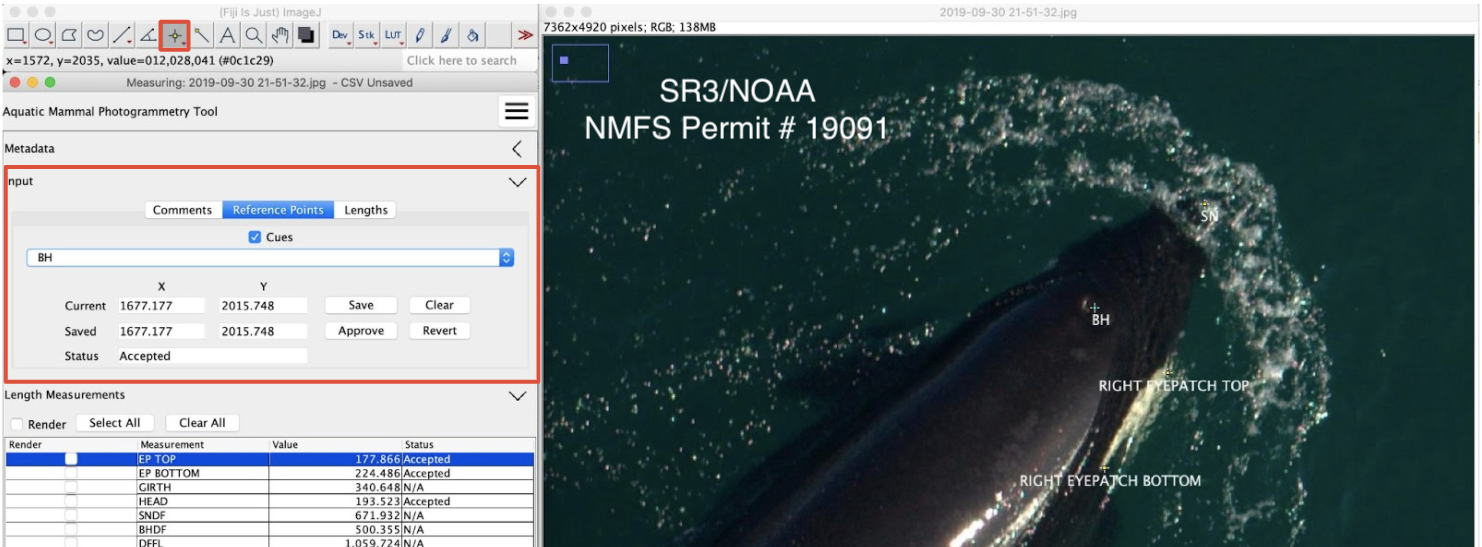 (Fiji Is Just) ImageJ
Dev Stk LUT
x=1572, y=2035, value=012,028,041 (#0c1c29)
Click here to search
Measuring: 2019-09-30 21-51-32.jpg - CSV Unsaved
Aquatic Mammal Photogrammetry Tool
Metadata
nput
Comments Reference Points Lengths
Cues
BH
X Y
Current 1677.177 2015.748 Save Clear
Saved 1677.177 2015.748 Approve Revert
Status Accepted
Length Measurements
Render Select All Clear All
Render Measurement Value Status
EP TOP 177.866 Accepted
EP BOTTOM 224.486 Accepted
GIRTH 340.648 N/A
HEAD 193.523 Accepted
SNDF 671.932 N/A
BHDF 500.355 N/A
DFFL 1,059.724 N/A
2019-09-30 21-51-32.jpg
7362x4920 pixels; RGB; 138MB
SR3/NOAA
NMFS Permit # 19091
SN
BH
RIGHT EYEPATCH TOP
RIGHT EYEPATCH BOTTOM